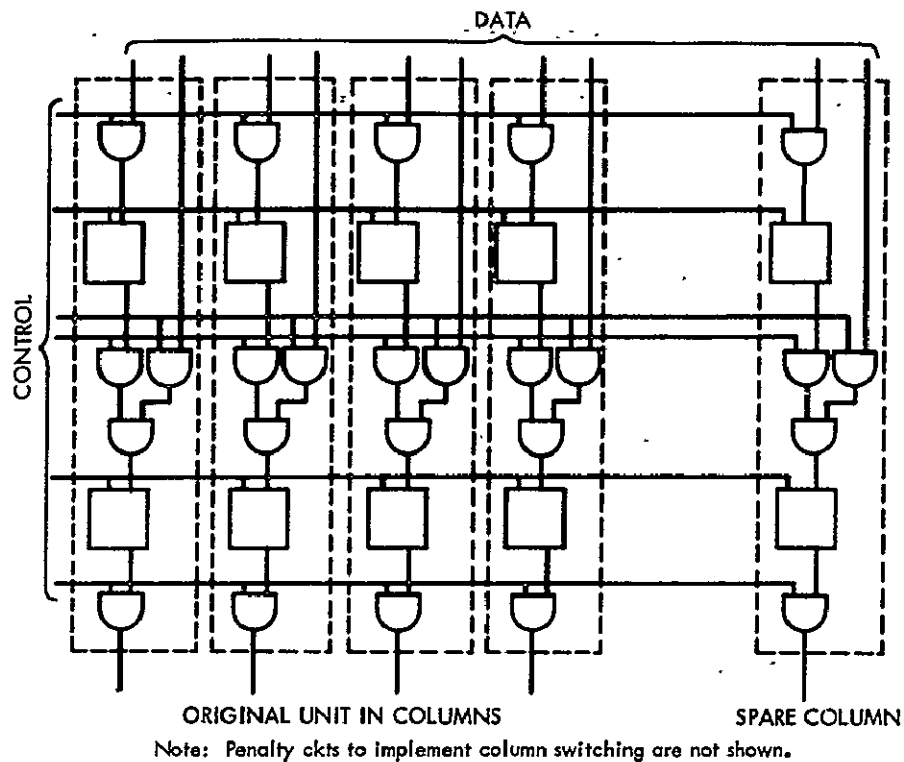 DATA
CONTROL
ORIGINAL UNIT IN COLUMNS
SPARE COLUMN
Note: Penalty ckts to implement column switching are not shown.